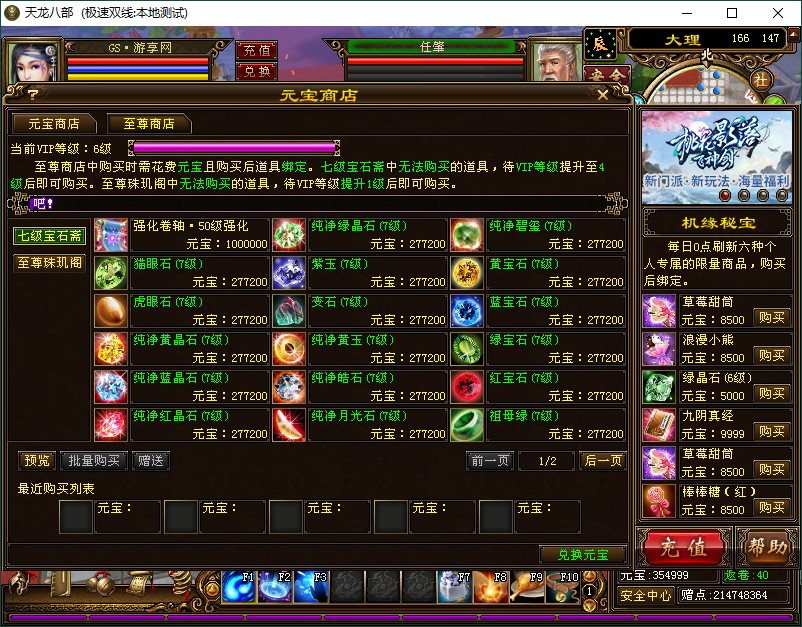 天龙八部 (极速双线:本地测试)
GS·游享网
充值
兑换
任肇
辰
安全
大理
166 147
北
社
?
元宝商店
元宝商店
至尊商店
当前VIP等级：6级
至尊商店中购买时需花费元宝且购买后道具绑定。七级宝石斋中无法购买的道具，待VIP等级提升至4
级后即可购买。至尊珠玑阁中无法购买的道具，待VIP等级提升1级后即可购买。
吧！
七级宝石斋
至尊珠玑阁
强化卷轴·50级强化
元宝：1000000
纯净绿晶石(7级)
元宝：277200
纯净碧玺(7级)
元宝：277200
猫眼石(7级)
元宝：277200
紫玉(7级)
元宝：277200
黄宝石(7级)
元宝：277200
虎眼石(7级)
元宝：277200
变石(7级)
元宝：277200
蓝宝石(7级)
元宝：277200
纯净黄晶石(7级)
元宝：277200
纯净黄玉(7级)
元宝：277200
绿宝石(7级)
元宝：277200
纯净蓝晶石(7级)
元宝：277200
纯净皓石(7级)
元宝：277200
红宝石(7级)
元宝：277200
纯净红晶石(7级)
元宝：277200
纯净月光石(7级)
元宝：277200
祖母绿(7级)
元宝：277200
预览
批量购买
赠送
前一页
1/2
后一页
最近购买列表
元宝：
元宝：
元宝：
元宝：
元宝：
兑换元宝
桃花影落
新门派·新玩法·海量福利
机缘秘宝
每日0点刷新六种个
人专属的限量商品，购买
后绑定。
草莓甜筒
元宝：8500
购买
浪漫小熊
元宝：8500
购买
绿晶石(6级)
元宝：5000
购买
九阴真经
元宝：9999
购买
草莓甜筒
元宝：8500
购买
棒棒糖(红)
元宝：8500
购买
充值
帮助
F1
F2
F3
F7
F8
F9
F10
1
元宝:354999
返卷:40
安全中心
赠点:214748364